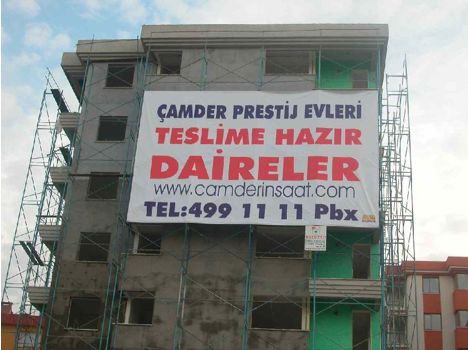 ÇAMDER PRESTİJ EVLERİ
TESLİME HAZIR
DAİRELER
www.camderinsaat.com
TEL:499 11 11 Pbx